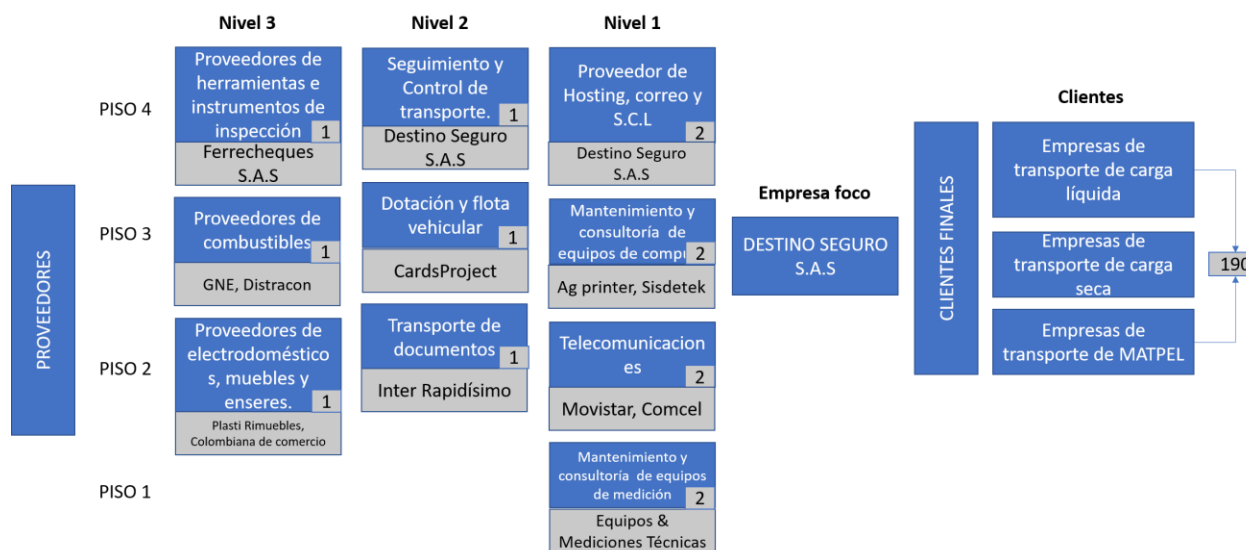 Nivel 3
Nivel 2
Nivel 1
PROVEEDORES
PISO 4
Proveedores de
herramientas e
instrumentos de
inspección
1
Ferrecheques
S.A.S
Seguimiento y
Control de
transporte.
1
Destino Seguro
S.A.S
Proveedor de
Hosting, correo y
S.C.L
2
Destino Seguro
S.A.S
PISO 3
Proveedores de
combustibles
1
GNE, Distracon
Dotación y flota
vehicular
1
CardsProject
Mantenimiento y
consultoría de
equipos de
2
Ag printer, Sisdetek
PISO 2
Proveedores de
electrodoméstico
s, muebles y
enseres.
1
Plasti Rimuebles,
Colombiana de comercio
Transporte de
documentos
1
Inter Rapidísimo
Telecomunicacion
es
2
Movistar, Comcel
PISO 1
Mantenimiento y
consultoría de equipos
de medición
2
Equipos &
Mediciones Técnicas
Empresa foco
DESTINO SEGURO
S.A.S
CLIENTES FINALES
Clientes
Empresas de
transporte de carga
líquida
Empresas de
transporte de carga
seca
Empresas de
transporte de MATPEL
190